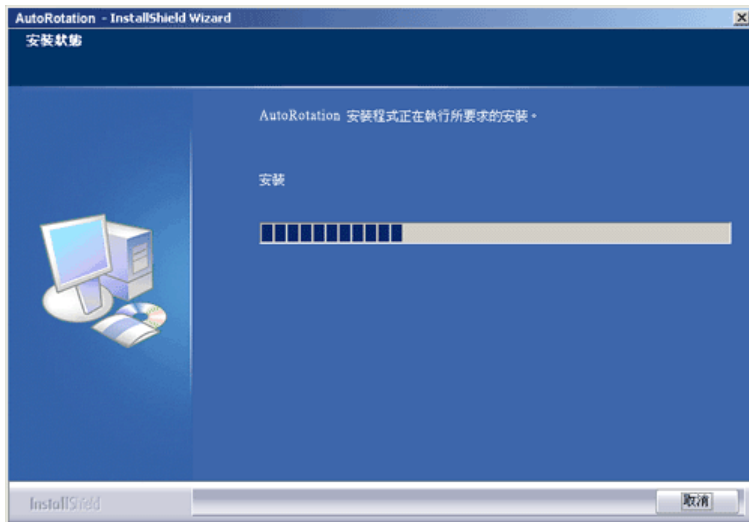 AutoRotation - InstallShield Wizard
安裝狀態
AutoRotation 安裝程式正在執行所要求的安裝。
安裝
InstallShield
取消